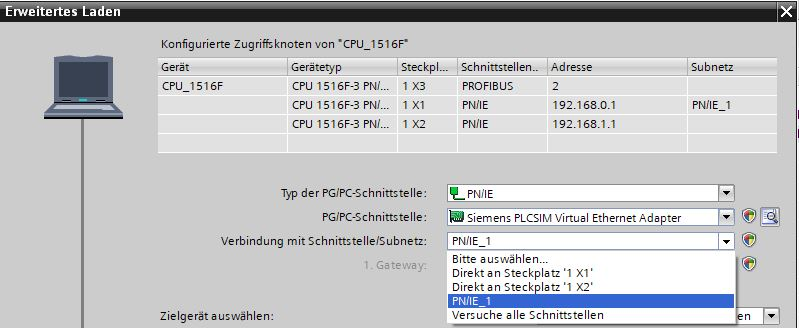 Erweitertes Laden
Konfigurierte Zugriffsknoten von "CPU_1516F"
Gerät Gerätetyp Steckpl... Schnittstellen.. Adresse Subnetz
CPU_1516F CPU 1516F-3 PN/... 1 X3 PROFIBUS 2
CPU 1516F-3 PN/... 1 X1 PN/IE 192.168.0.1 PN/IE_1
CPU 1516F-3 PN/... 1 X2 PN/IE 192.168.1.1
Typ der PG/PC-Schnittstelle: PN/IE
PG/PC-Schnittstelle: Siemens PLCSIM Virtual Ethernet Adapter
Verbindung mit Schnittstelle/Subnetz: PN/IE_1
Bitte auswählen...
1. Gateway: Direkt an Steckplatz '1 X1'
Direkt an Steckplatz '1 X2'
PN/IE_1
Zielgerät auswählen: Versuche alle Schnittstellen en